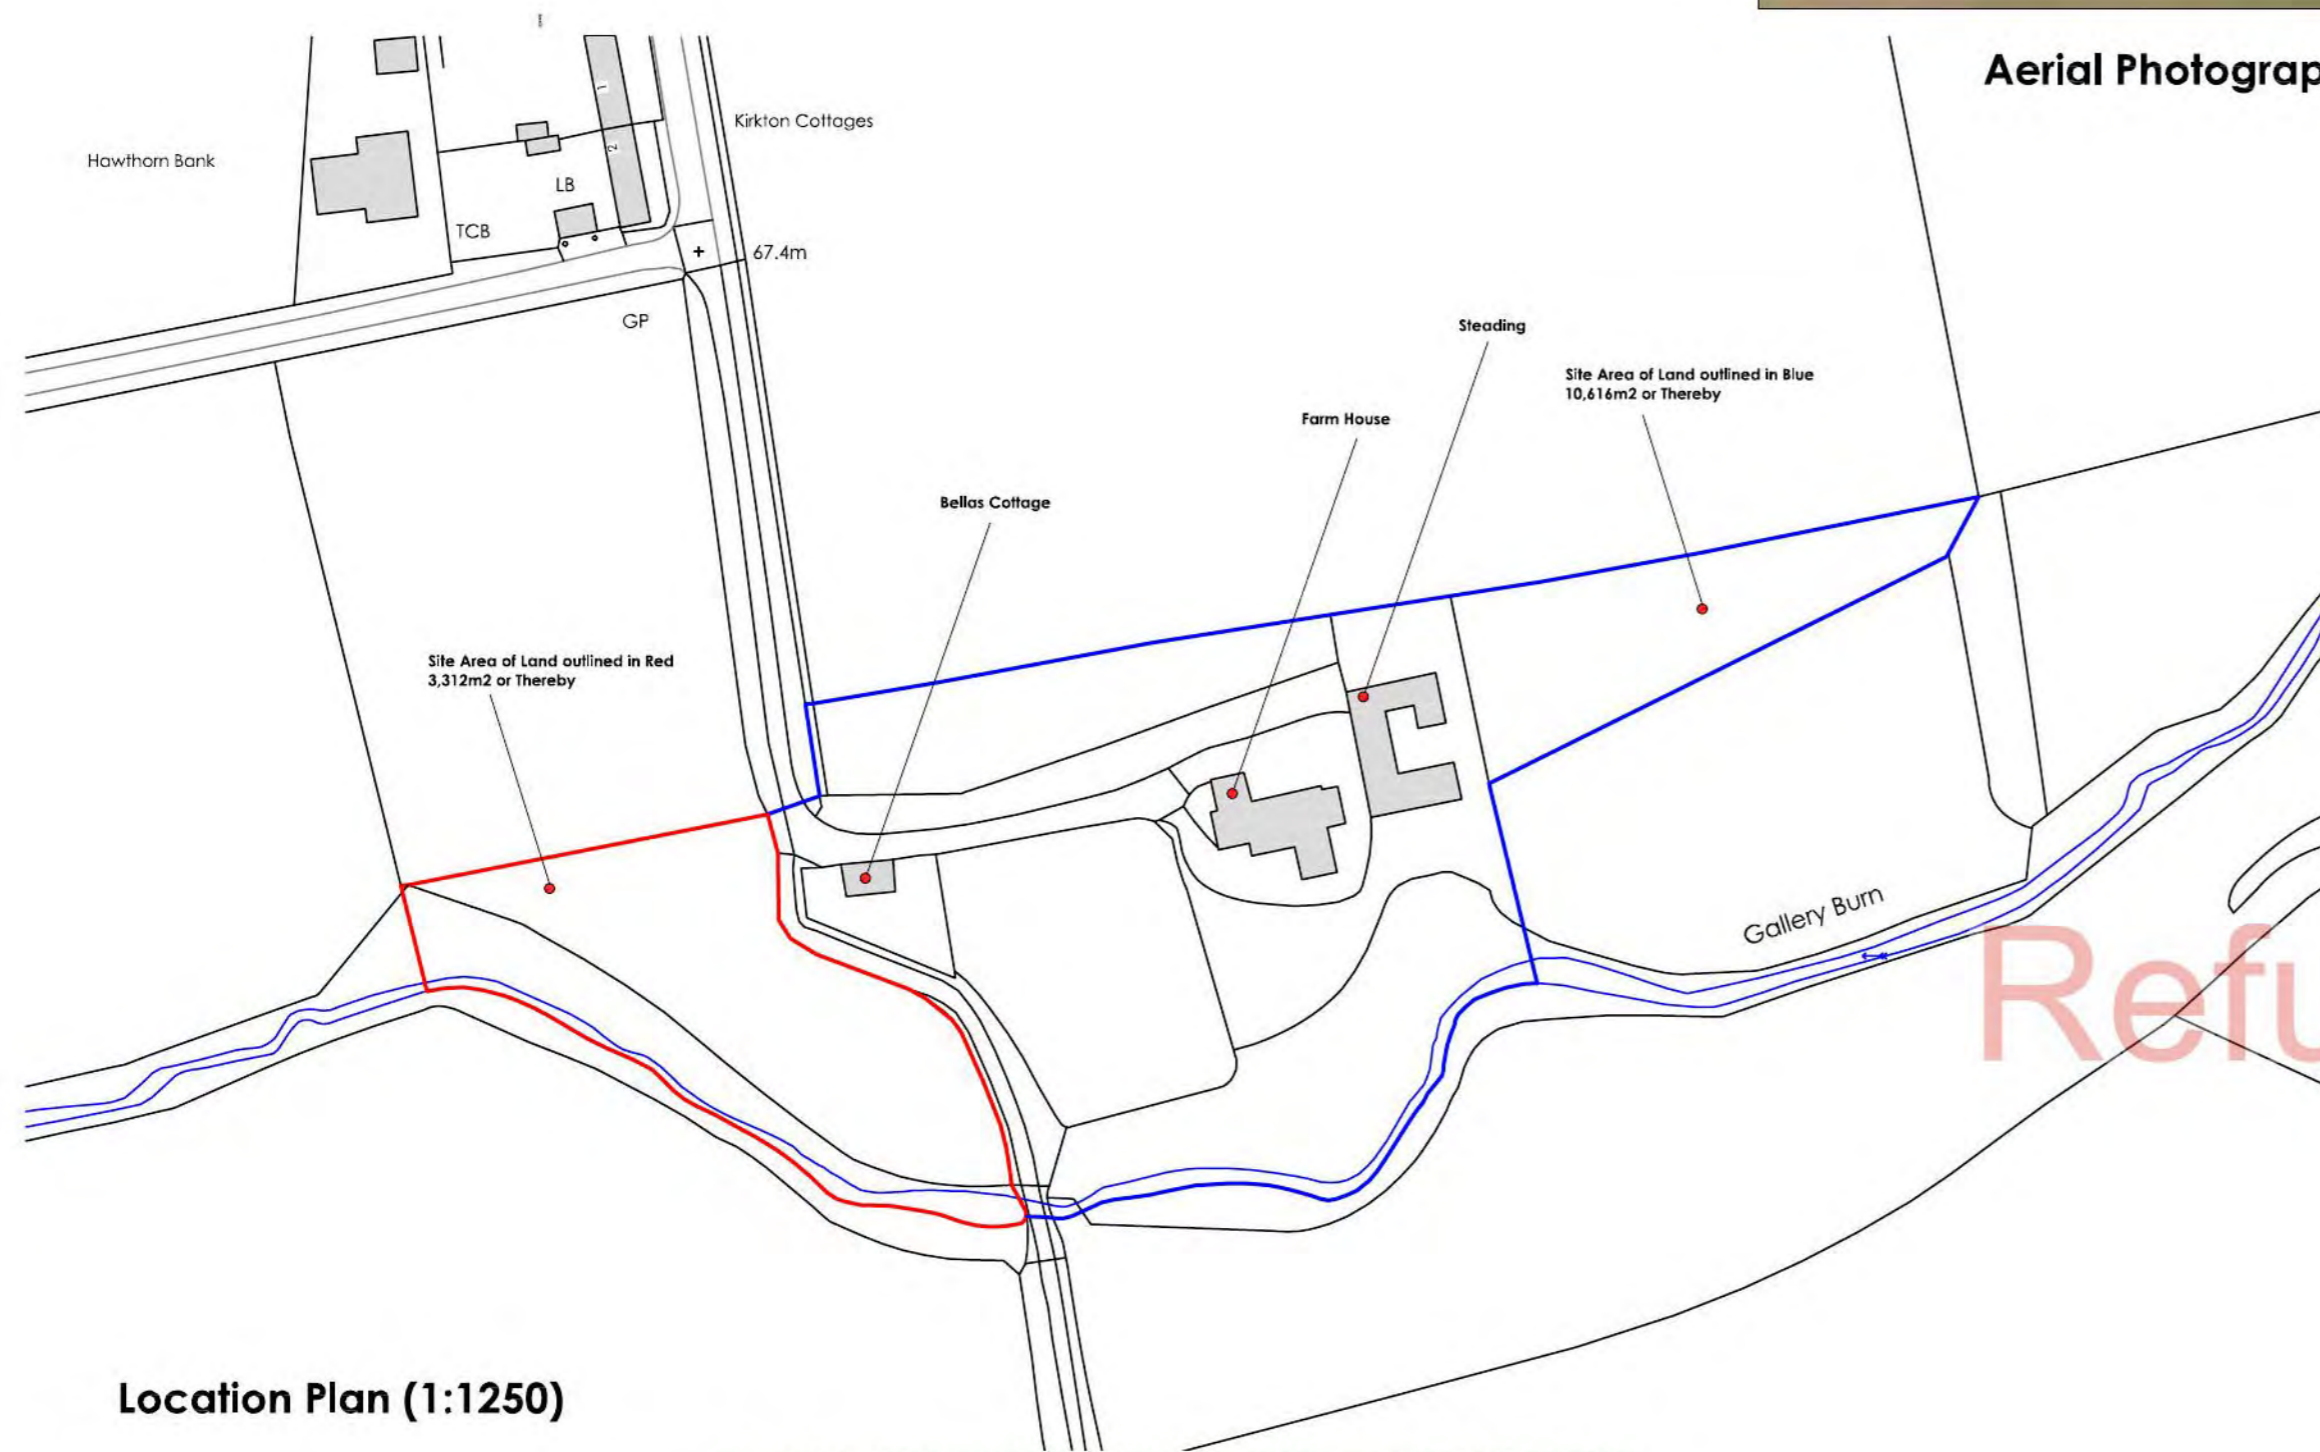 Aerial Photograp
Kirkton Cottages
Hawthorn Bank
1
2
LB
TCB
67.4m
GP
Steading
Site Area of Land outlined in Blue
10,616m2 or Thereby
Farm House
Bellas Cottage
Site Area of Land outlined in Red
3,312m2 or Thereby
Gallery Burn
Refu
Location Plan (1:1250)